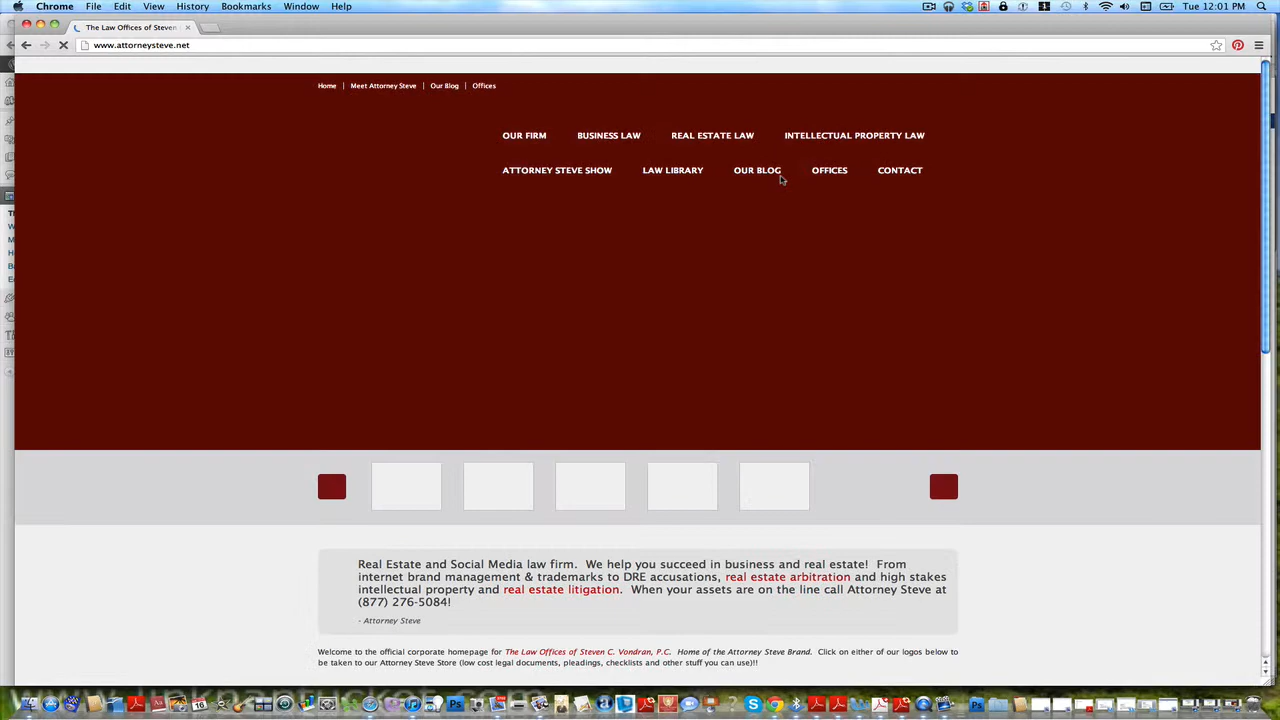 Chrome File Edit View History Bookmarks Window Help Tue 12:01 PM
The Law Offices of Steven
www.attorneysteve.net
Home | Meet Attorney Steve | Our Blog | Offices
OUR FIRM BUSINESS LAW REAL ESTATE LAW INTELLECTUAL PROPERTY LAW
ATTORNEY STEVE SHOW LAW LIBRARY OUR BLOG OFFICES CONTACT
Real Estate and Social Media law firm. We help you succeed in business and real estate! From
internet brand management & trademarks to DRE accusations, real estate arbitration and high stakes
intellectual property and real estate litigation. When your assets are on the line call Attorney Steve at
(877) 276-5084!
- Attorney Steve
Welcome to the official corporate homepage for The Law Offices of Steven C. Vondran, P.C. Home of the Attorney Steve Brand. Click on either of our logos below to
be taken to our Attorney Steve Store (low cost legal documents, pleadings, checklists and other stuff you can use)!!